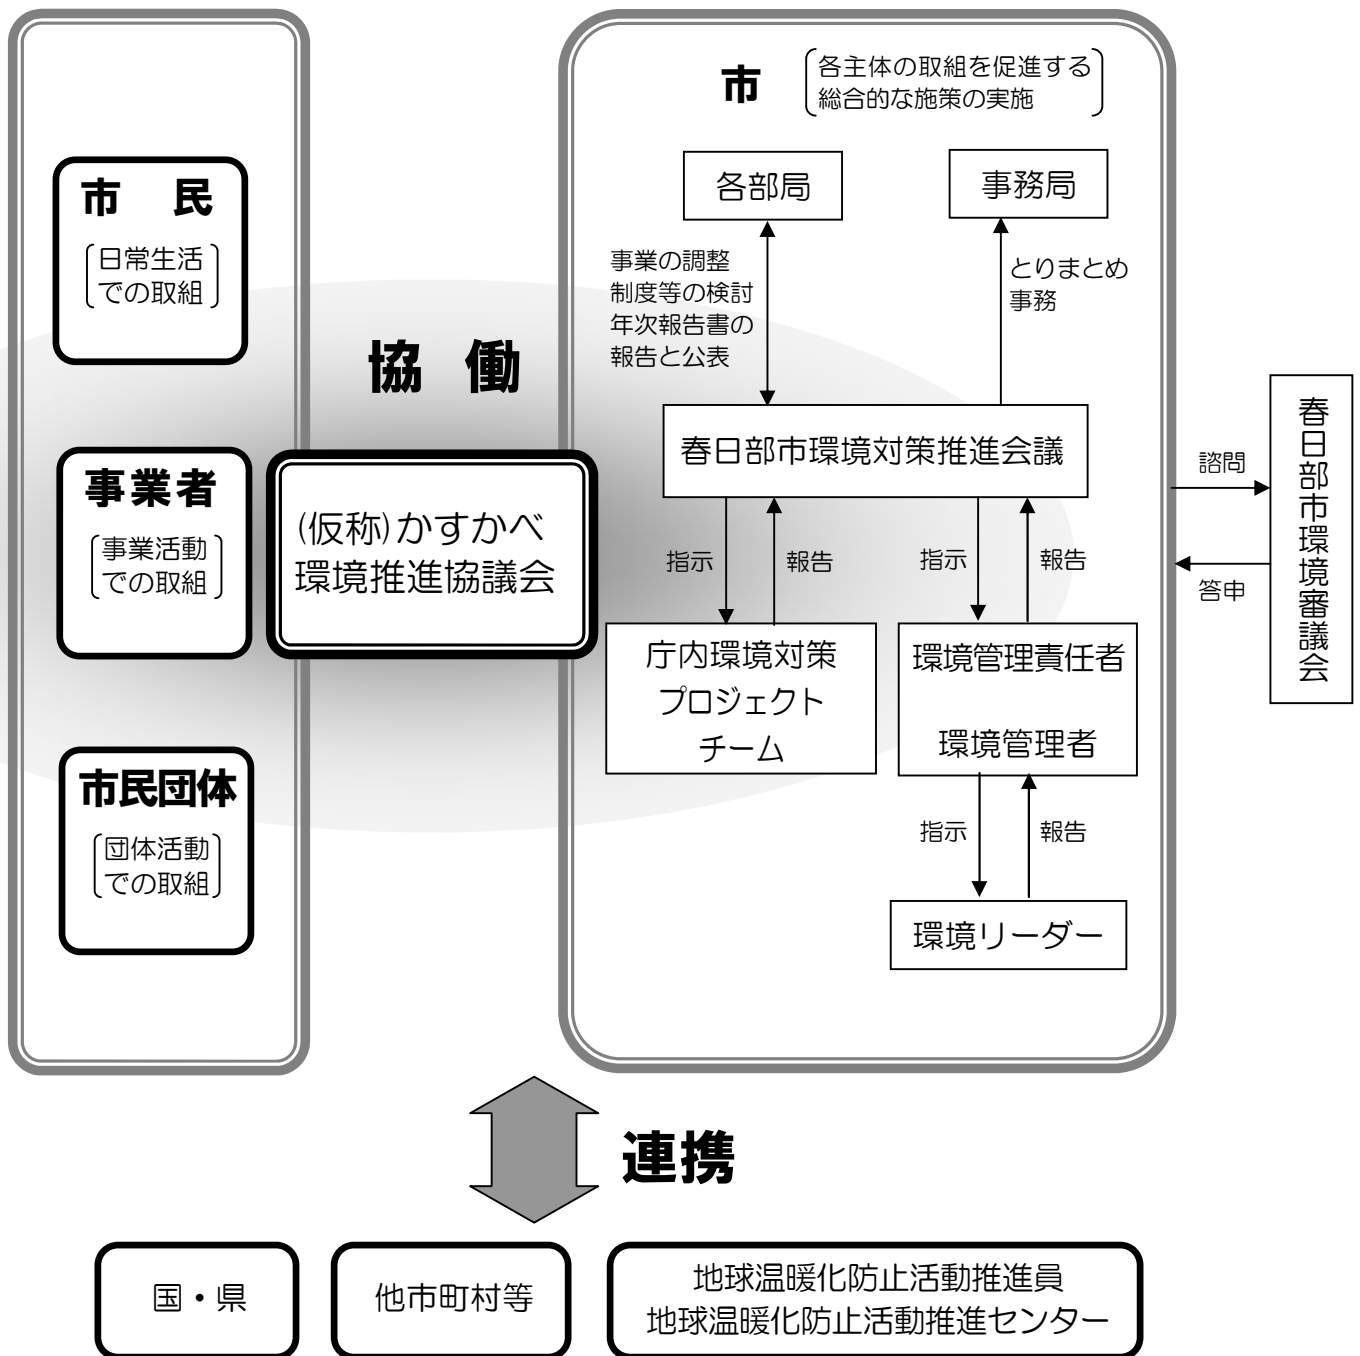 市　民
日常生活
での取組
事業者
事業活動
での取組
市民団体
団体活動
での取組
協　働
(仮称)かすかべ
環境推進協議会
市
各主体の取組を促進する
総合的な施策の実施
各部局
事務局
事業の調整
制度等の検討
年次報告書の
報告と公表
とりまとめ
事務
春日部市環境対策推進会議
指示
報告
指示
報告
庁内環境対策
プロジェクト
チーム
環境管理責任者
環境管理者
指示
報告
環境リーダー
諮問
答申
春日部市環境審議会
連携
国・県
他市町村等
地球温暖化防止活動推進員
地球温暖化防止活動推進センター